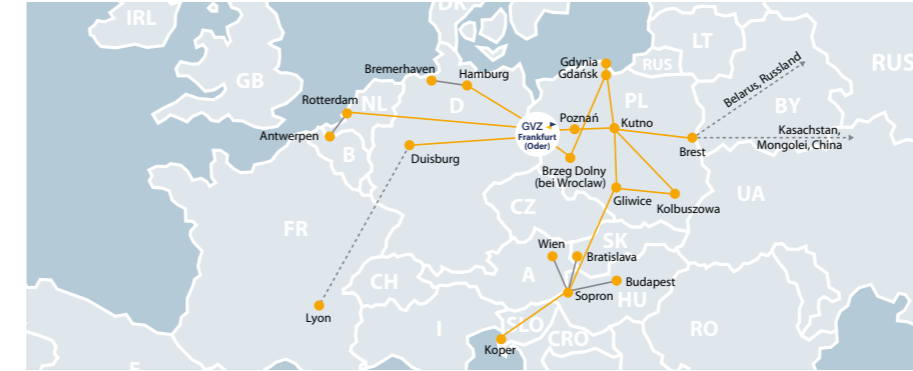 IRL
DK
LT
RUS
RUS
GB
Gdynia
Gdańsk
Bremerhaven
Hamburg
Belarus, Russland
Rotterdam
NL
D
PL
BY
Poznań
Kutno
GVZ
Frankfurt
(Oder)
Kasachstan,
Mongolei, China
Antwerpen
B
Duisburg
Brest
Brzeg Dolny
(bei Wroclaw)
UA
Gliwice
Kolbuszowa
CZ
FR
SK
Wien
Bratislava
A
CH
Budapest
Sopron
HU
Lyon
I
SLO
CRO
RO
Koper
E